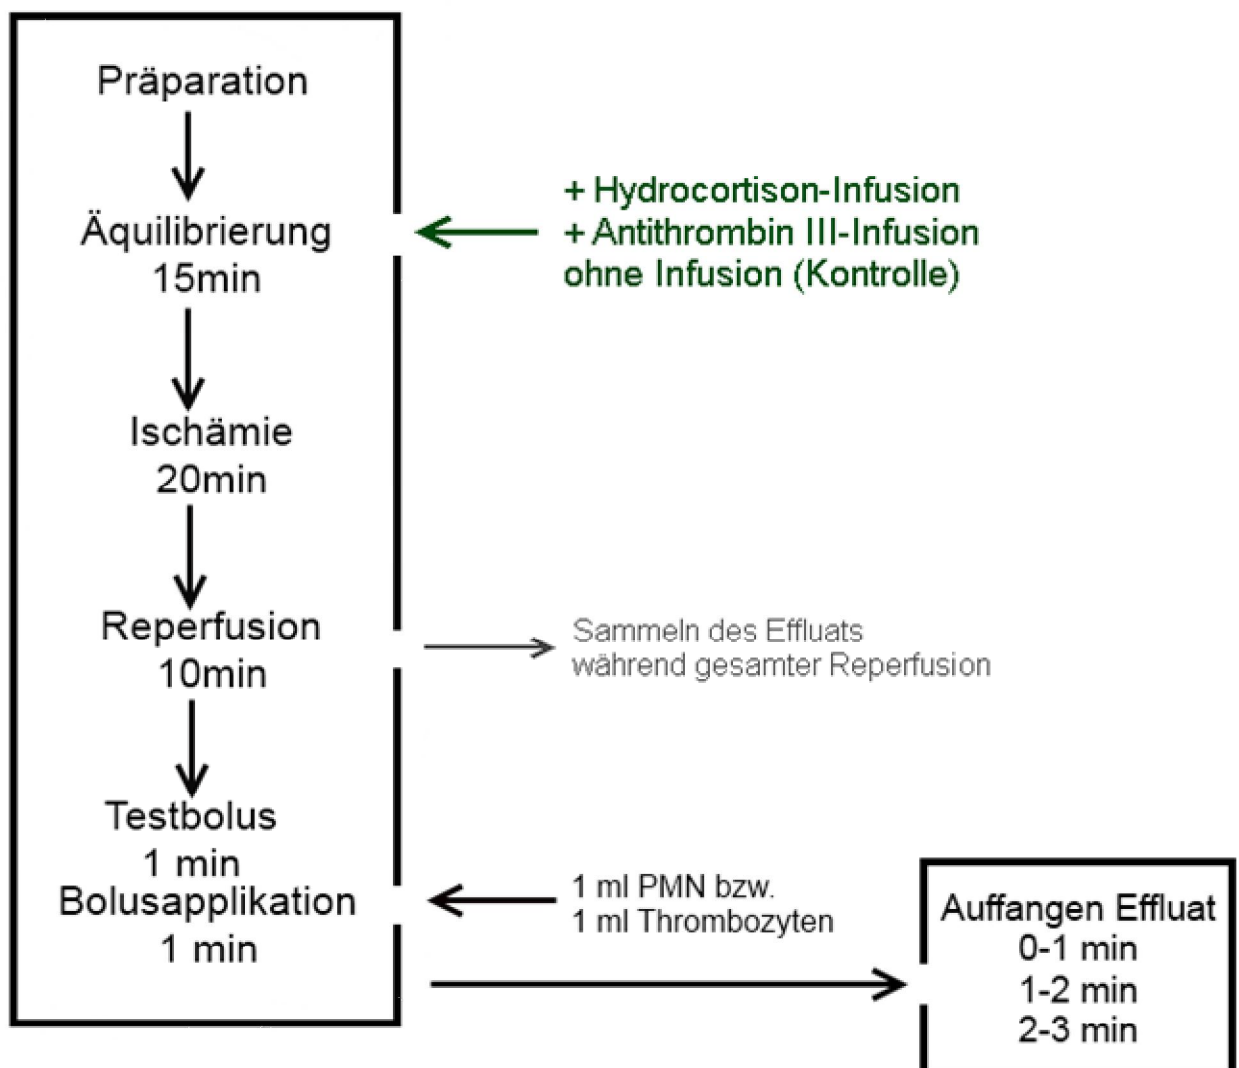 Präparation
Äquilibrierung
15min
+ Hydrocortison-Infusion
+ Antithrombin III-Infusion
ohne Infusion (Kontrolle)
Ischämie
20min
Reperfusion
10min
Sammeln des Effluats
während gesamter Reperfusion
Testbolus
1 min
Bolusapplikation
1 min
1 ml PMN bzw.
1 ml Thrombozyten
Auffangen Effluat
0-1 min
1-2 min
2-3 min